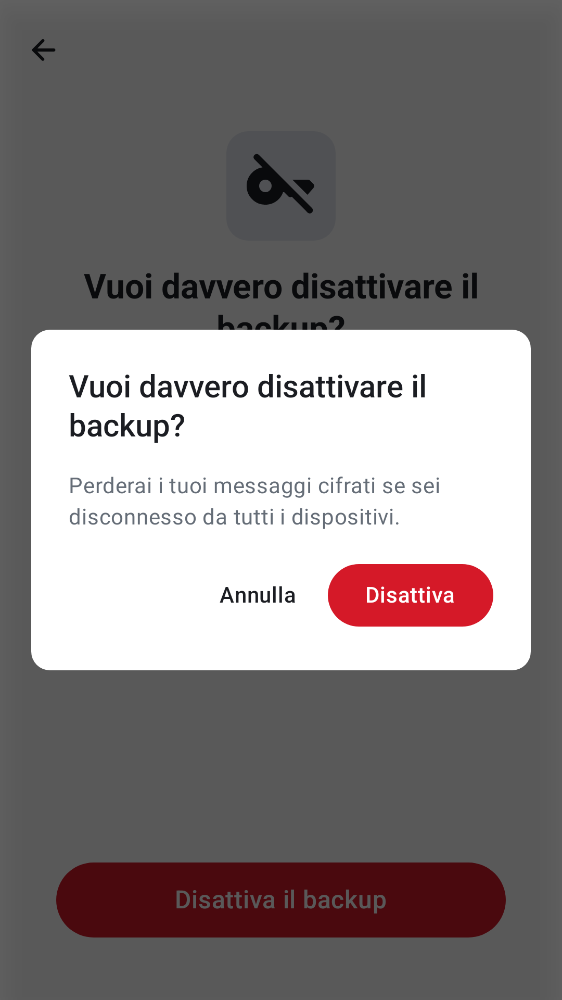 Vuoi davvero disattivare il
backup?
Vuoi davvero disattivare il
backup?
Perderai i tuoi messaggi cifrati se sei
disconnesso da tutti i dispositivi.
Annulla
Disattiva
Disattiva il backup